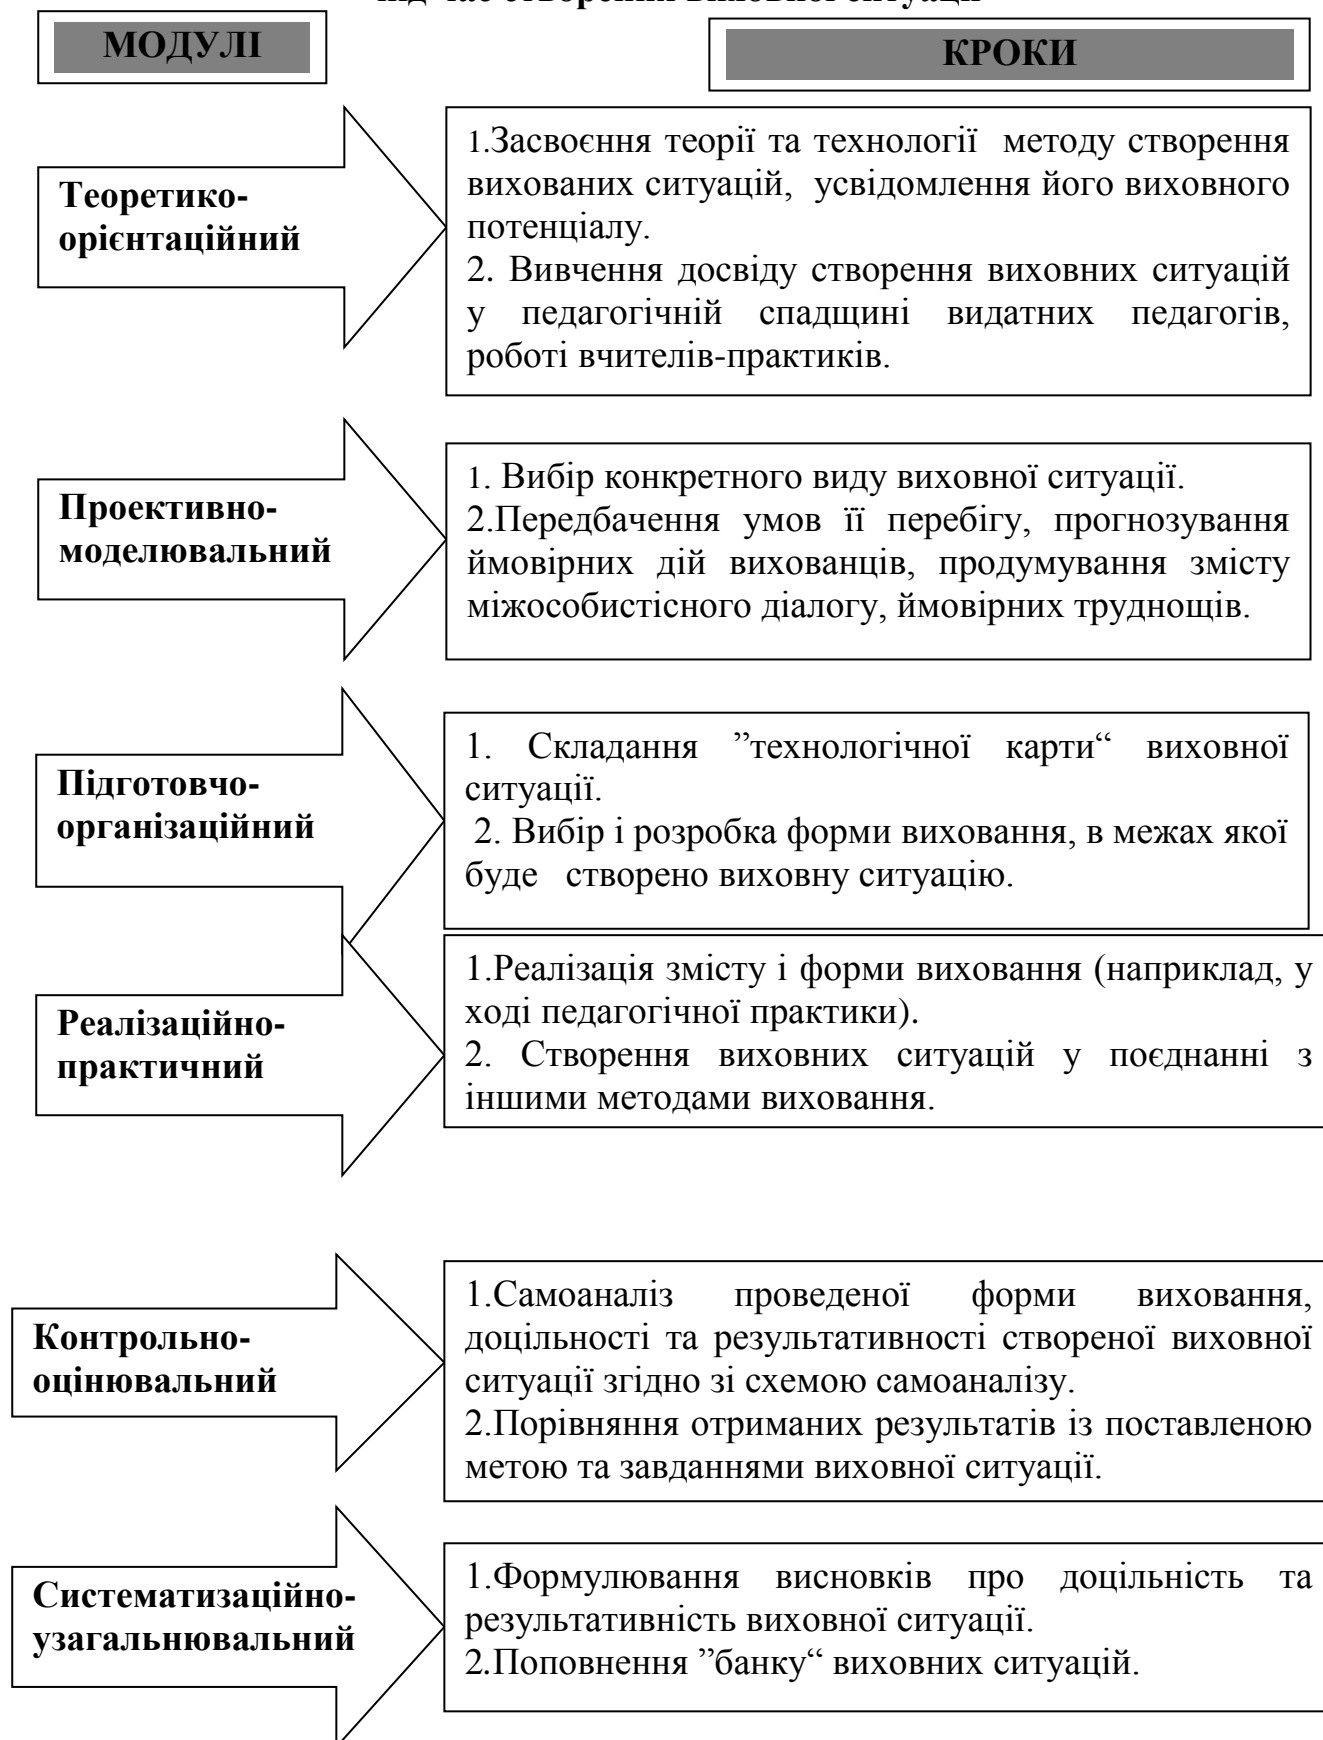 під час створення виховної ситуації
МОДУЛІ
КРОКИ
Теоретико-
орієнтаційний
1.Засвоєння теорії та технології методу створення
вихованих ситуацій, усвідомлення його виховного
потенціалу.
2. Вивчення досвіду створення виховних ситуацій
у педагогічній спадщині видатних педагогів,
роботі вчителів-практиків.
Проективно-
моделювальний
1. Вибір конкретного виду виховної ситуації.
2.Передбачення умов її перебігу, прогнозування
ймовірних дій вихованців, продумування змісту
міжособистісного діалогу, ймовірних труднощів.
Підготовчо-
організаційний
1. Складання ”технологічної карти“ виховної
ситуації.
2. Вибір і розробка форми виховання, в межах якої
буде створено виховну ситуацію.
Реалізаційно-
практичний
1.Реалізація змісту і форми виховання (наприклад, у
ході педагогічної практики).
2. Створення виховних ситуацій у поєднанні з
іншими методами виховання.
Контрольно-
оцінювальний
1.Самоаналіз проведеної форми виховання,
доцільності та результативності створеної виховної
ситуації згідно зі схемою самоаналізу.
2.Порівняння отриманих результатів із поставленою
метою та завданнями виховної ситуації.
Систематизаційно-
узагальнювальний
1.Формулювання висновків про доцільність та
результативність виховної ситуації.
2.Поповнення ”банку“ виховних ситуацій.